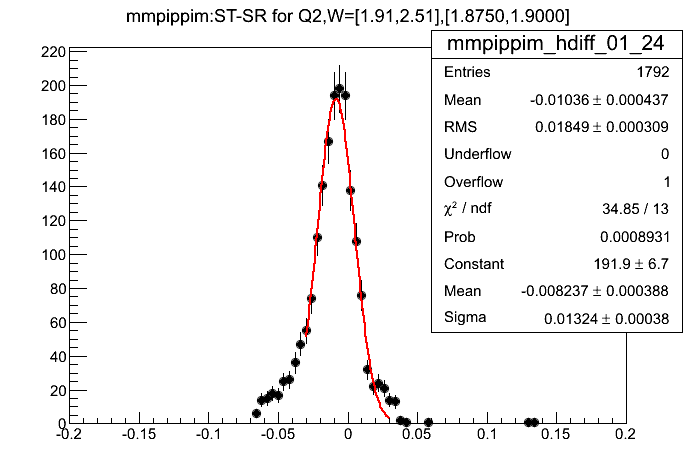 mmpippim:ST-SR for Q2,W=[1.91,2.51],[1.8750,1.9000]
mmpippim_hdiff_01_24
Entries 1792
Mean -0.01036 ± 0.000437
RMS 0.01849 ± 0.000309
Underflow 0
Overflow 1
χ² / ndf 34.85 / 13
Prob 0.0008931
Constant 191.9 ± 6.7
Mean -0.008237 ± 0.000388
Sigma 0.01324 ± 0.00038
220
200
180
160
140
120
100
80
60
40
20
0
-0.2 -0.15 -0.1 -0.05 0 0.05 0.1 0.15 0.2